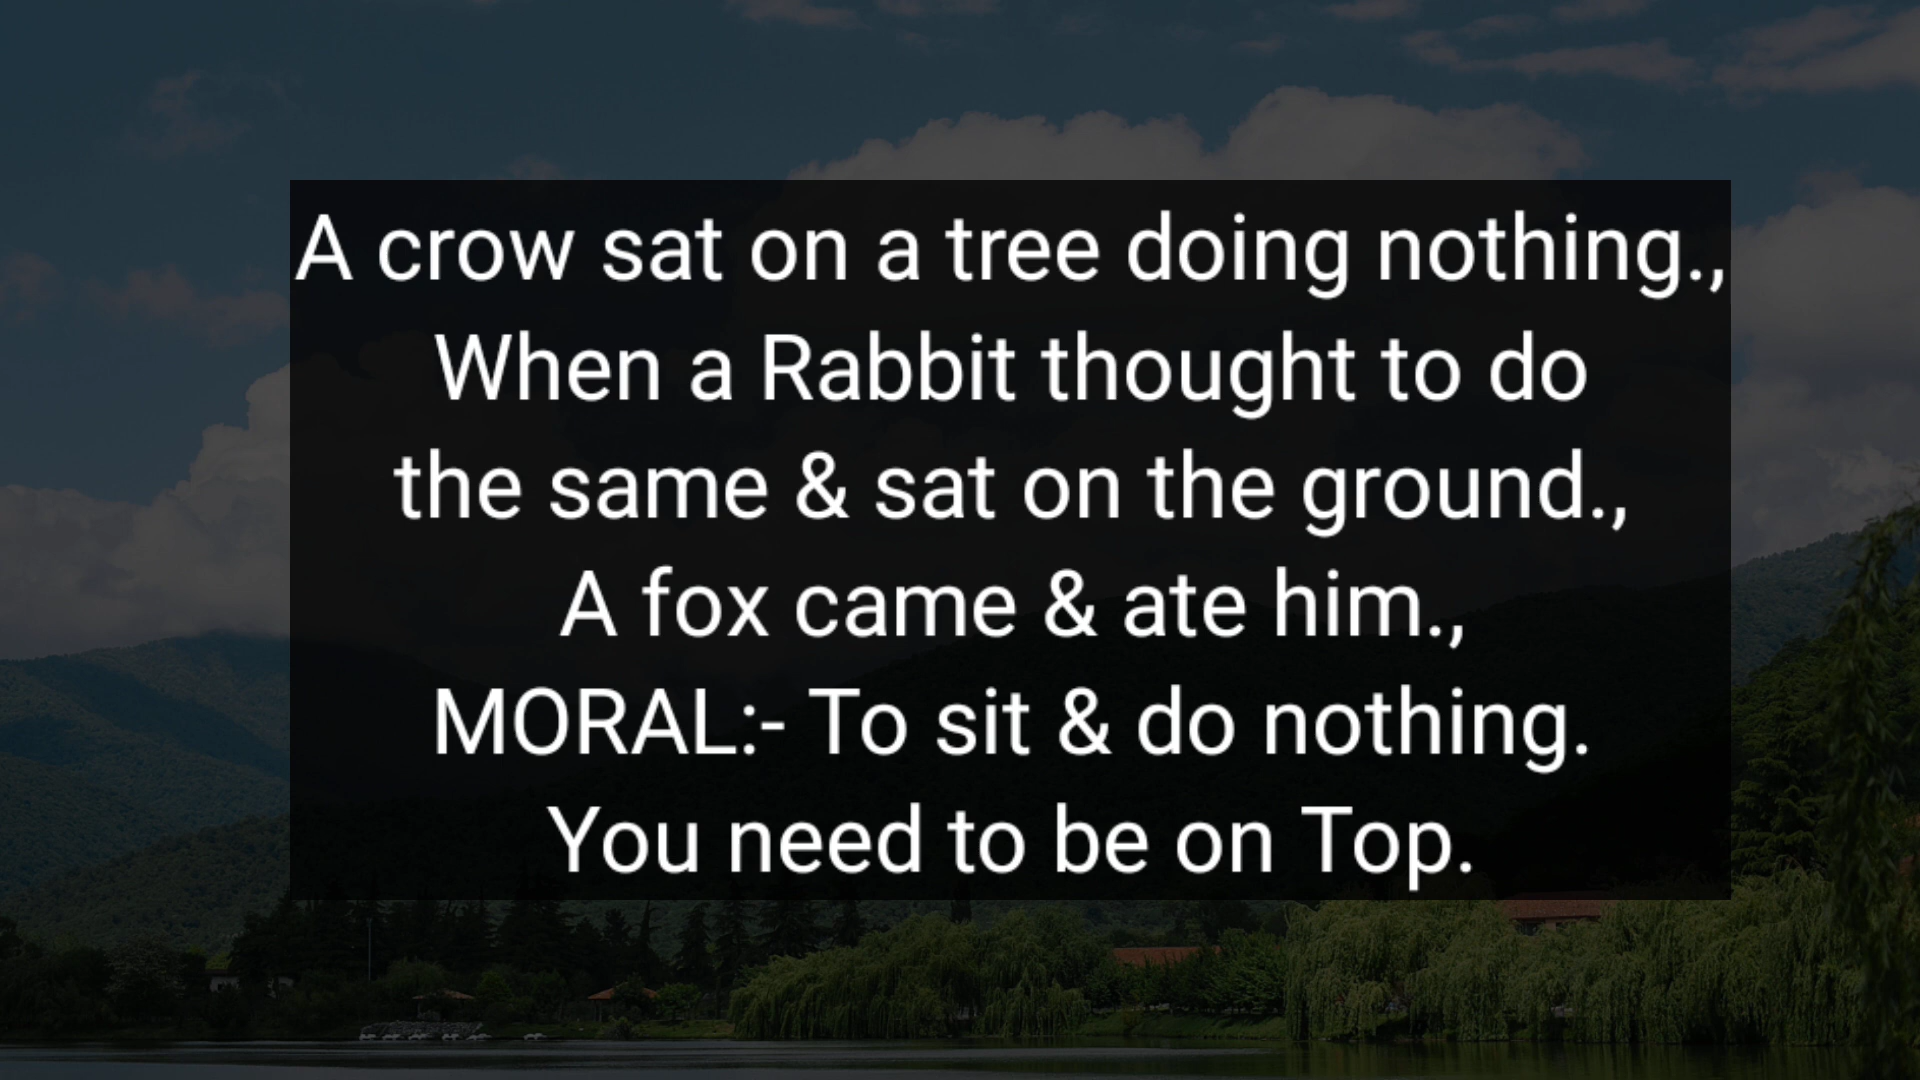 A crow sat on a tree doing nothing.,
When a Rabbit thought to do
the same & sat on the ground.,
A fox came & ate him.,
MORAL:- To sit & do nothing.
You need to be on Top.